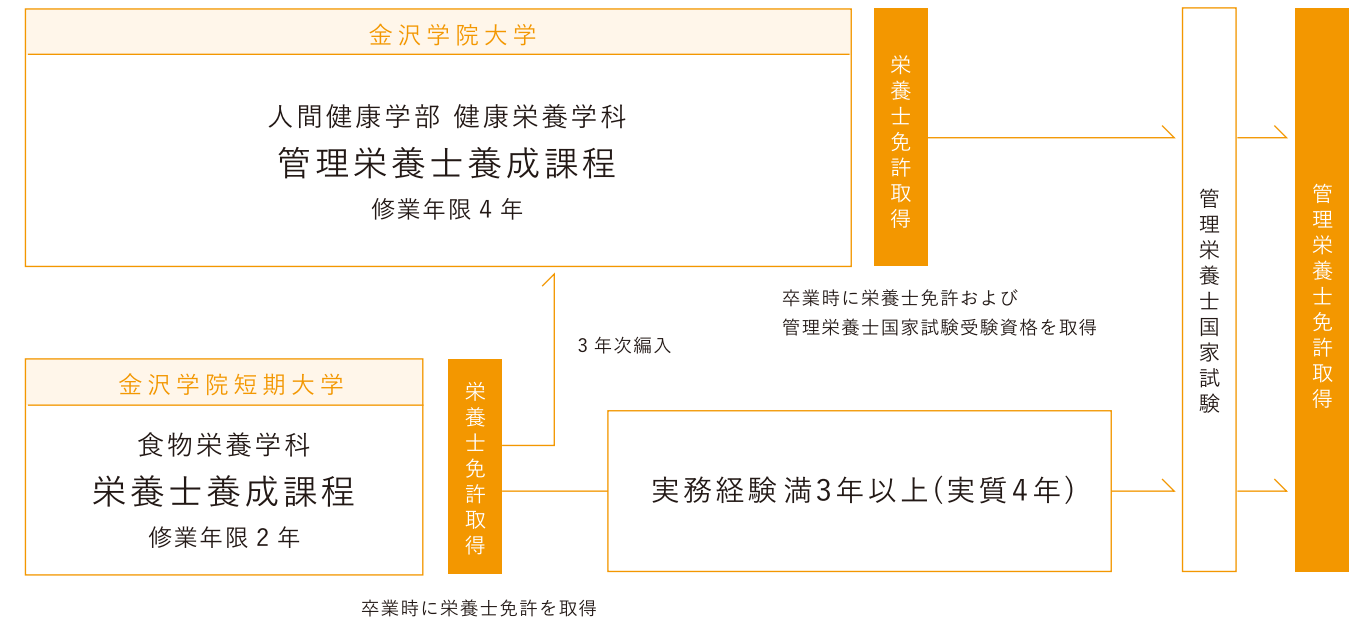 金沢学院大学
人間健康学部 健康栄養学科
管理栄養士養成課程
修業年限4年
栄養士免許取得
卒業時に栄養士免許および
管理栄養士国家試験受験資格を取得
3年次編入
金沢学院短期大学
食物栄養学科
栄養士養成課程
修業年限2年
栄養士免許取得
卒業時に栄養士免許を取得
実務経験 満3年以上(実質4年)
管理栄養士国家試験
管理栄養士免許取得